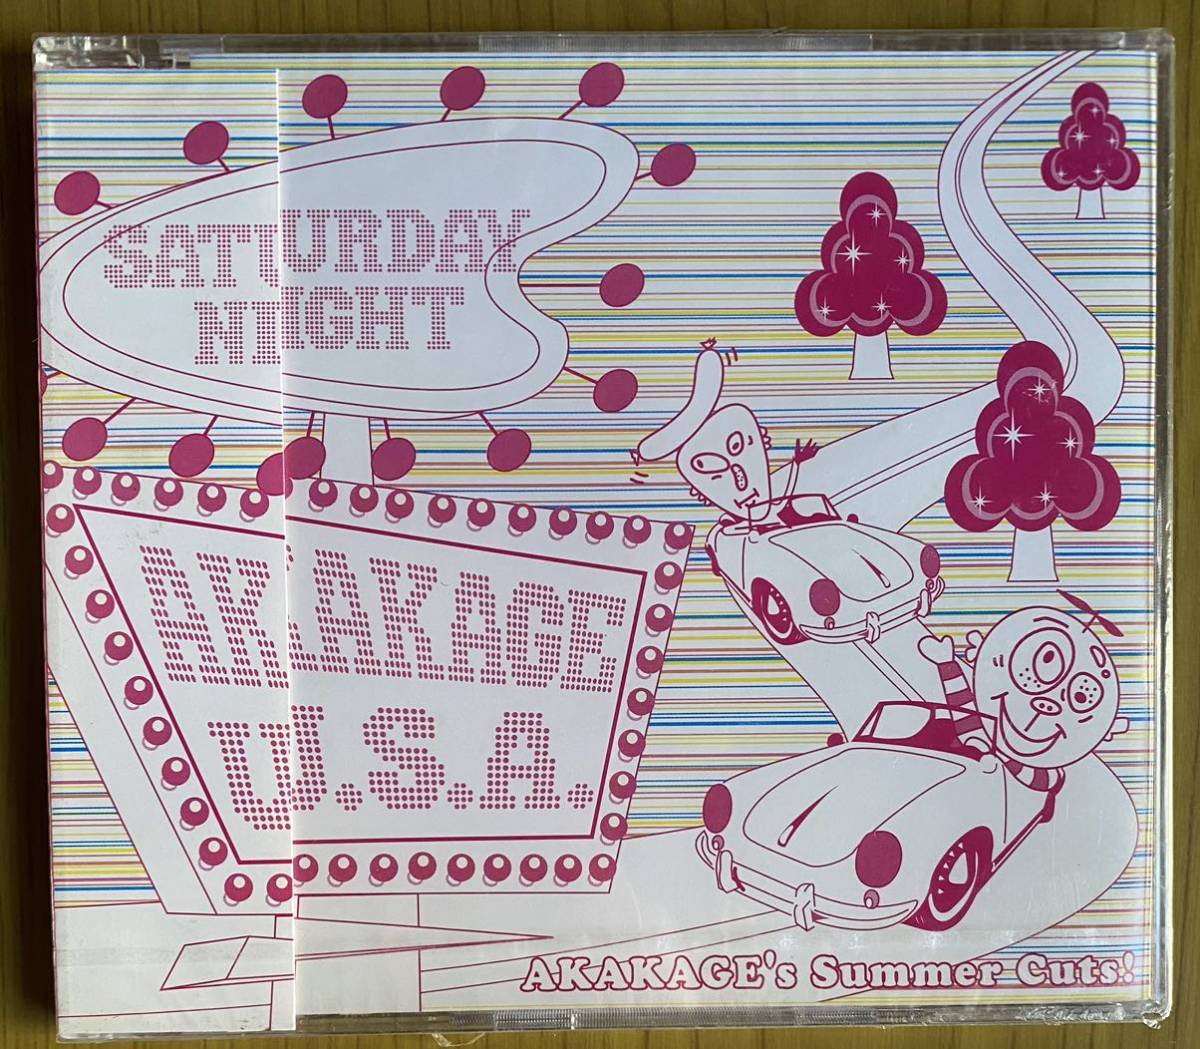 SATURDAY
NIGHT
AKAKAGE
U.S.A.
AKAKAGE's Summer Cuts!